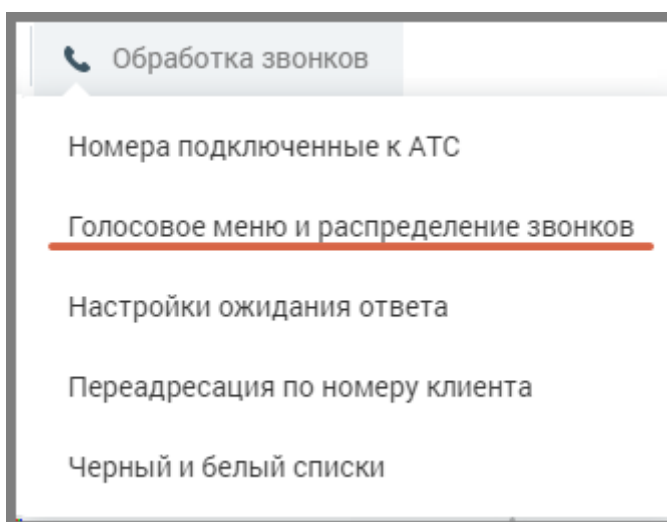 Обработка звонков
Номера подключенные к АТС
Голосовое меню и распределение звонков
Настройки ожидания ответа
Переадресация по номеру клиента
Черный и белый списки